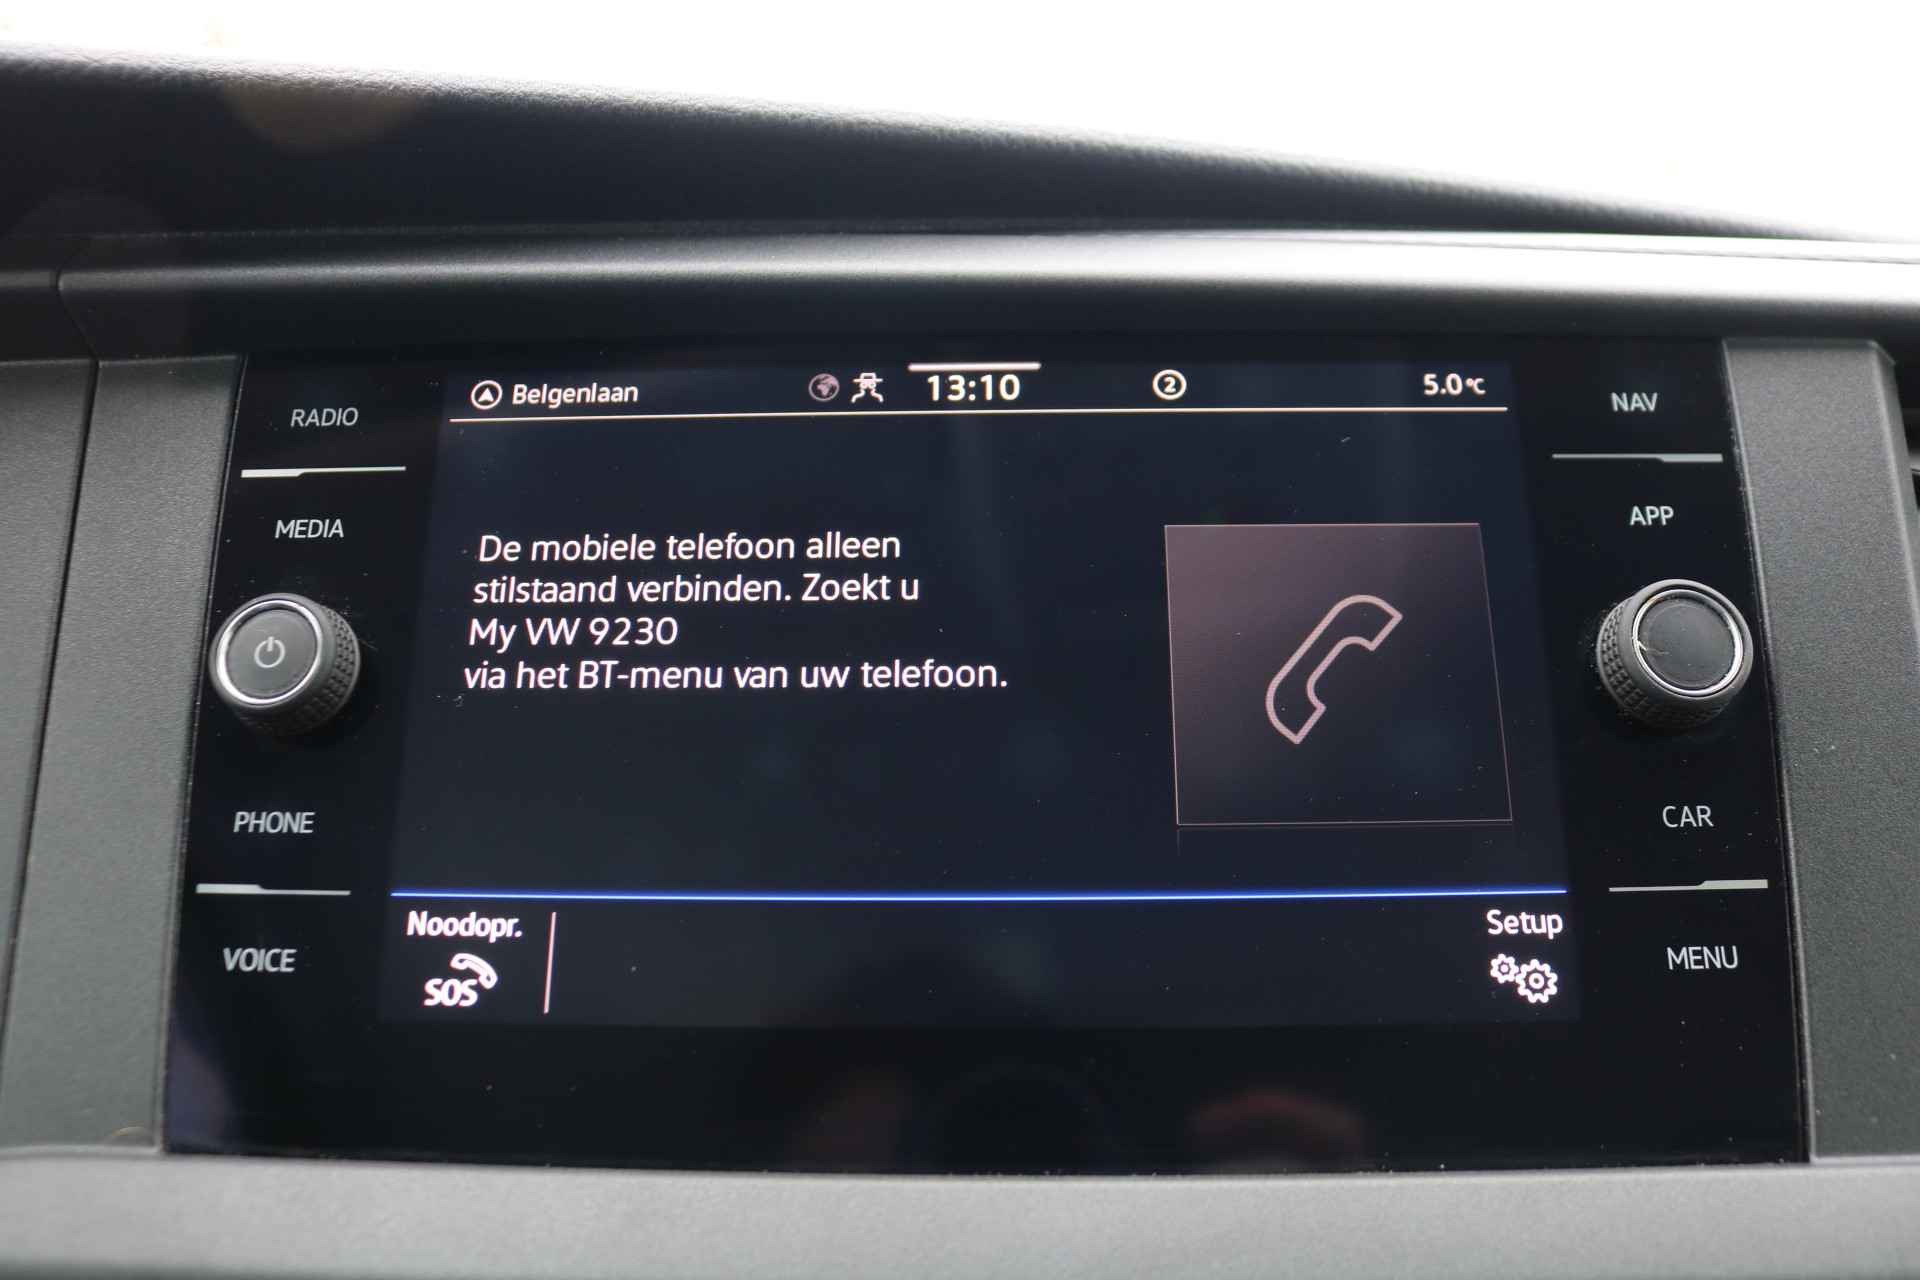 RADIO
Belgenlaan
13:10
2
5.0°C
NAV
MEDIA
APP
De mobiele telefoon alleen
stilstaand verbinden. Zoekt u
My VW 9230
via het BT-menu van uw telefoon.
PHONE
CAR
Noodopr.
Setup
VOICE
SOS
MENU